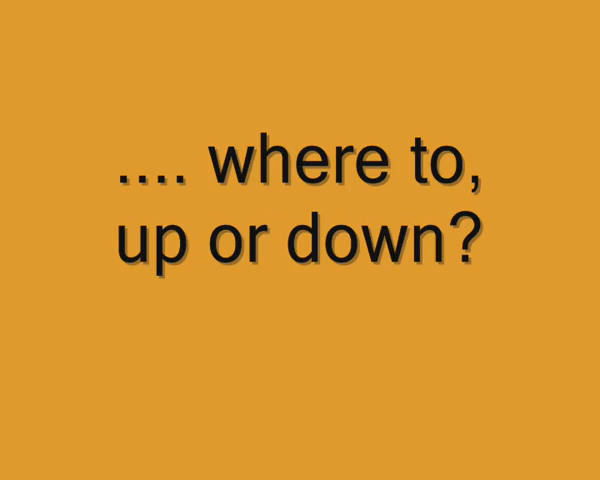 .... where to,
up or down?